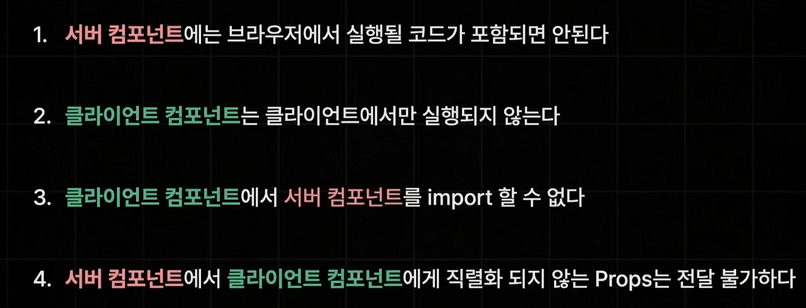 1. 서버 컴포넌트에는 브라우저에서 실행될 코드가 포함되면 안된다
2. 클라이언트 컴포넌트는 클라이언트에서만 실행되지 않는다
3. 클라이언트 컴포넌트에서 서버 컴포넌트를 import 할 수 없다
4. 서버 컴포넌트에서 클라이언트 컴포넌트에게 직렬화 되지 않는 Props는 전달 불가하다